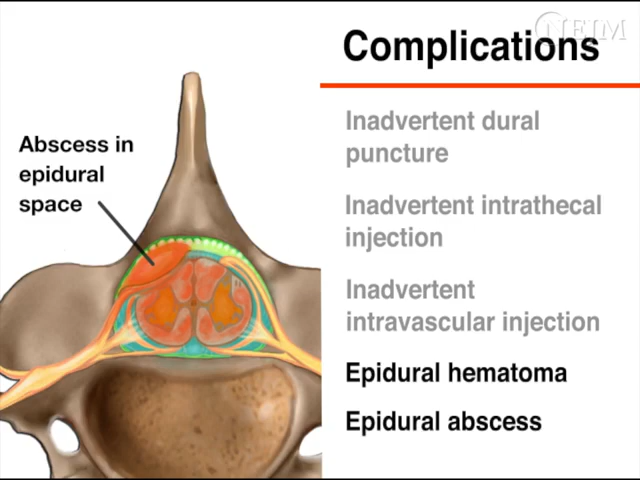 NEJM
Complications
Abscess in
epidural
space
Inadvertent dural
puncture
Inadvertent intrathecal
injection
Inadvertent
intravascular injection
Epidural hematoma
Epidural abscess